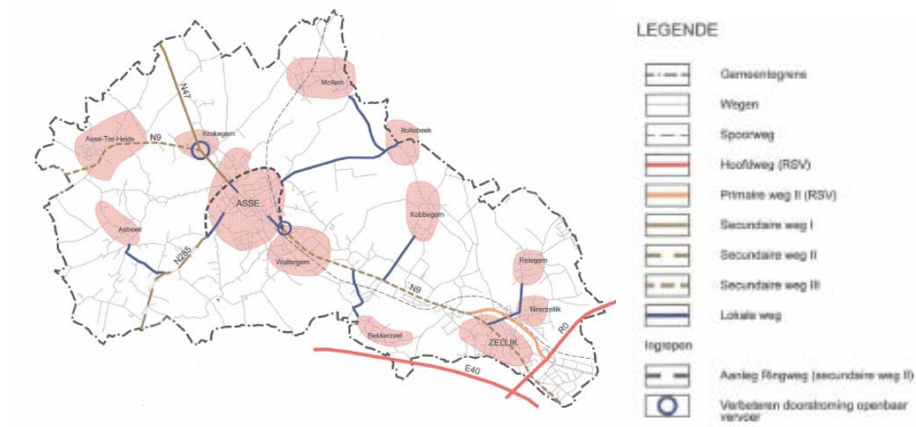 LEGENDE
Gemeentegrens
Wegen
Spoorweg
Hoofdweg (RSV)
Primaire weg II (RSV)
Secundaire weg I
Secundaire weg II
Secundaire weg III
Lokale weg
Ingrepen
Aanleg Ringweg (secundaire weg II)
Verbeteren doorstroming openbaar
vervoer
N47
Mollem
Asse-Ter-Heide
N9
Krokegem
Bollebeek
ASSE
Asbeek
Kobbegem
N285
Walfergem
Relegem
N9
Neerzellik
Bekkerzeel
ZELLIK
R0
E40